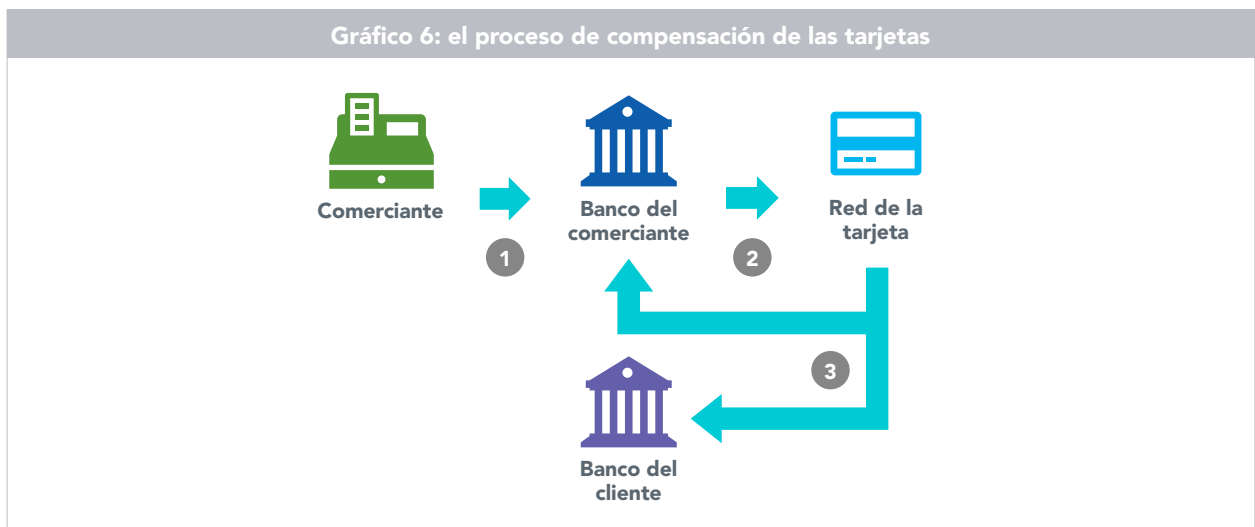 Gráfico 6: el proceso de compensación de las tarjetas
Comerciante
1
Banco del
comerciante
2
Red de la
tarjeta
3
Banco del
cliente